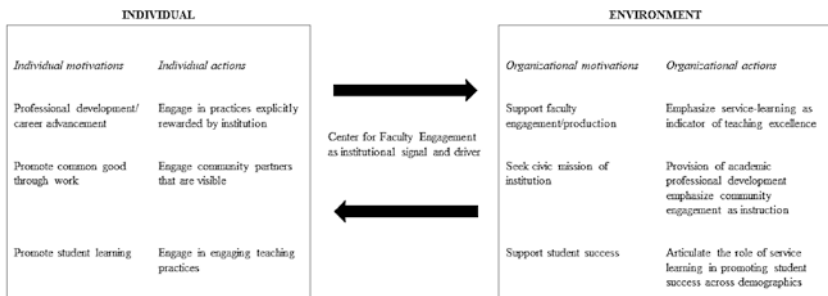 INDIVIDUAL
Individual motivations
Individual actions
Professional development/
career advancement
Engage in practices explicitly
rewarded by institution
Promote common good
through work
Engage community partners
that are visible
Promote student learning
Engage in engaging teaching
practices
Center for Faculty Engagement
as institutional signal and driver
ENVIRONMENT
Organizational motivations
Organizational actions
Support faculty
engagement/production
Emphasize service-learning as
indicator of teaching excellence
Seek civic mission of
institution
Provision of academic
professional development
emphasize community
engagement as instruction
Support student success
Articulate the role of service
learning in promoting student
success across demographics